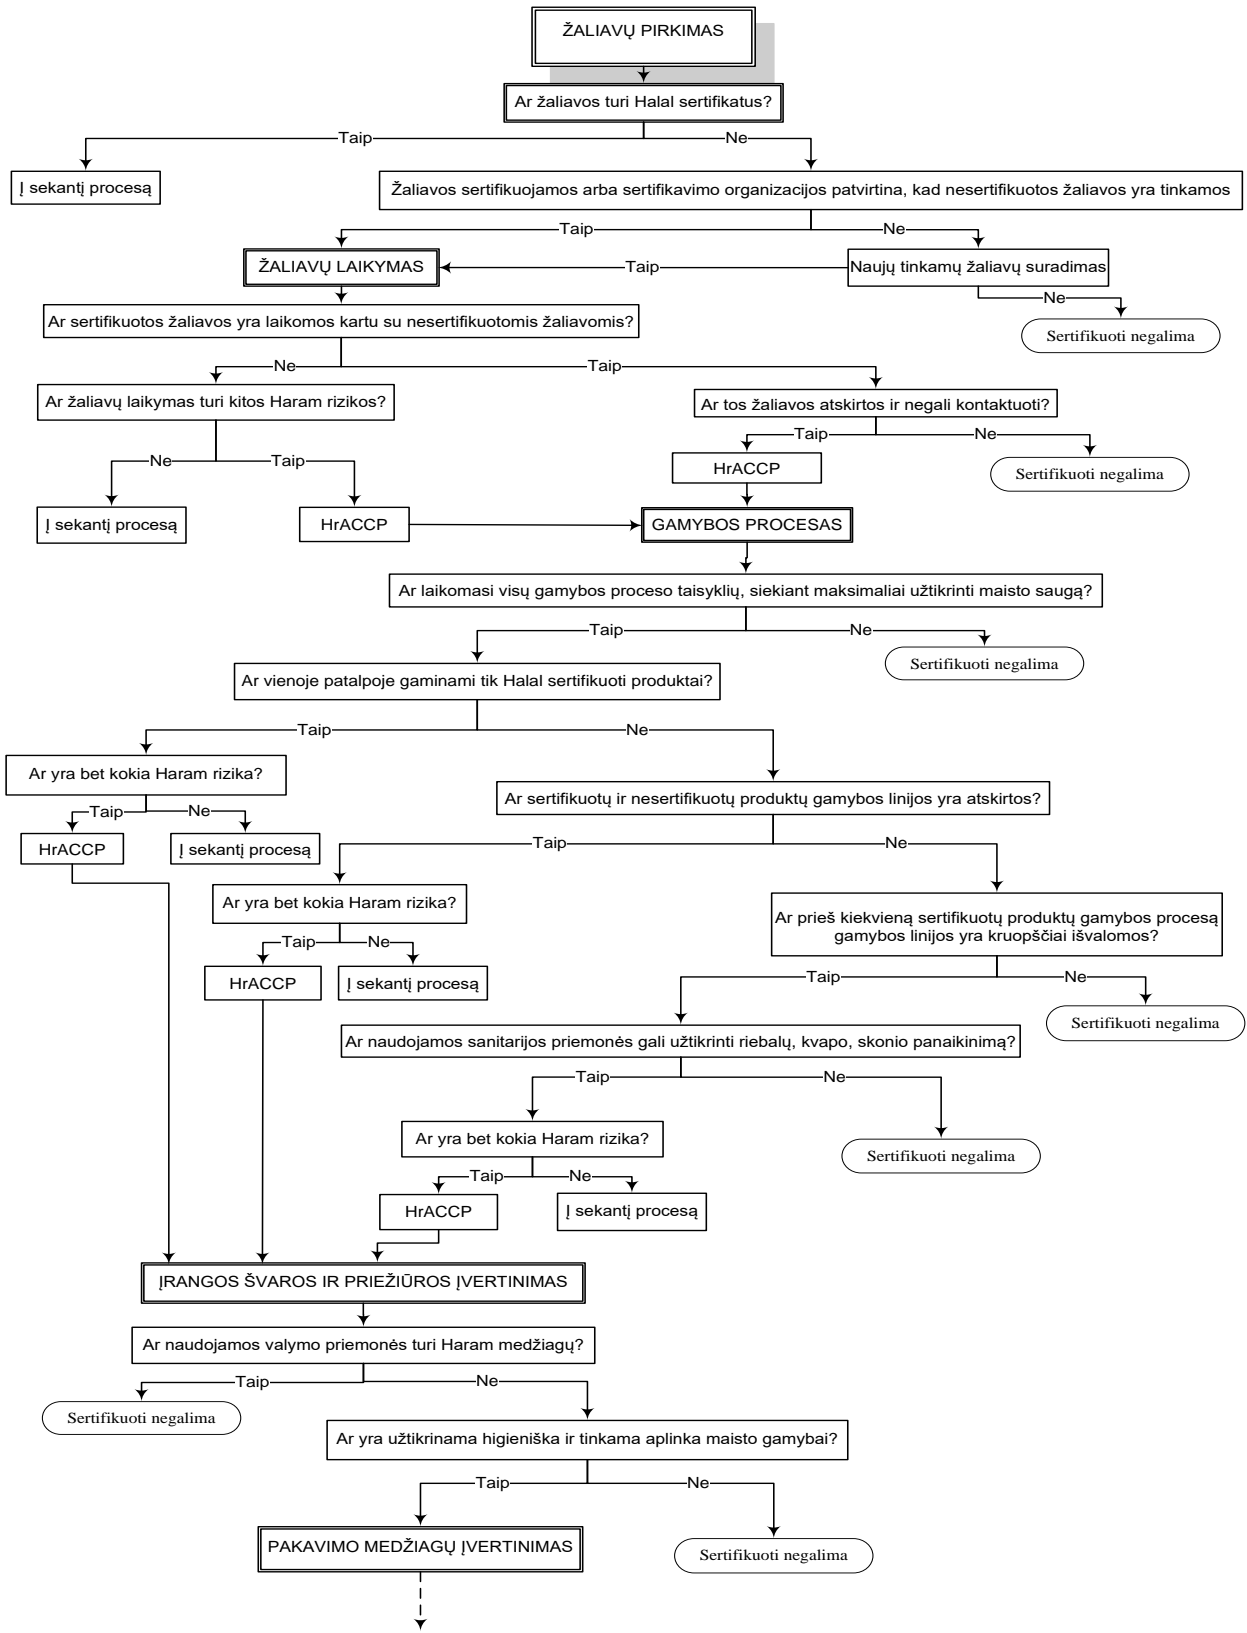 ŽALIAVŲ PIRKIMAS
Ar žaliavos turi Halal sertifikatus?
Taip
Ne
Į sekantį procesą
Žaliavos sertifikuojamos arba sertifikavimo organizacijos patvirtina, kad nesertifikuotos žaliavos yra tinkamos
Taip
Ne
ŽALIAVŲ LAIKYMAS
Taip
Naujų tinkamų žaliavų suradimas
Ne
Ar sertifikuotos žaliavos yra laikomos kartu su nesertifikuotomis žaliavomis?
Sertifikuoti negalima
Ne
Taip
Ar žaliavų laikymas turi kitos Haram rizikos?
Ar tos žaliavos atskirtos ir negali kontaktuoti?
Taip
Ne
Ne
Taip
HrACCP
Sertifikuoti negalima
Į sekantį procesą
HrACCP
GAMYBOS PROCESAS
Ar laikomasi visų gamybos proceso taisyklių, siekiant maksimaliai užtikrinti maisto saugą?
Taip
Ne
Sertifikuoti negalima
Ar vienoje patalpoje gaminami tik Halal sertifikuoti produktai?
Taip
Ne
Ar yra bet kokia Haram rizika?
Ar sertifikuotų ir nesertifikuotų produktų gamybos linijos yra atskirtos?
Taip
Ne
HrACCP
Į sekantį procesą
Taip
Ne
Ar yra bet kokia Haram rizika?
Ar prieš kiekvieną sertifikuotų produktų gamybos procesą
gamybos linijos yra kruopščiai išvalomos?
Taip
Ne
HrACCP
Į sekantį procesą
Taip
Ne
Sertifikuoti negalima
Ar naudojamos sanitarijos priemonės gali užtikrinti riebalų, kvapo, skonio panaikinimą?
Taip
Ne
Ar yra bet kokia Haram rizika?
Sertifikuoti negalima
Taip
Ne
HrACCP
Į sekantį procesą
ĮRANGOS ŠVAROS IR PRIEŽIŪROS ĮVERTINIMAS
Ar naudojamos valymo priemonės turi Haram medžiagų?
Taip
Ne
Sertifikuoti negalima
Ar yra užtikrinama higieniška ir tinkama aplinka maisto gamybai?
Taip
Ne
PAKAVIMO MEDŽIAGŲ ĮVERTINIMAS
Sertifikuoti negalima